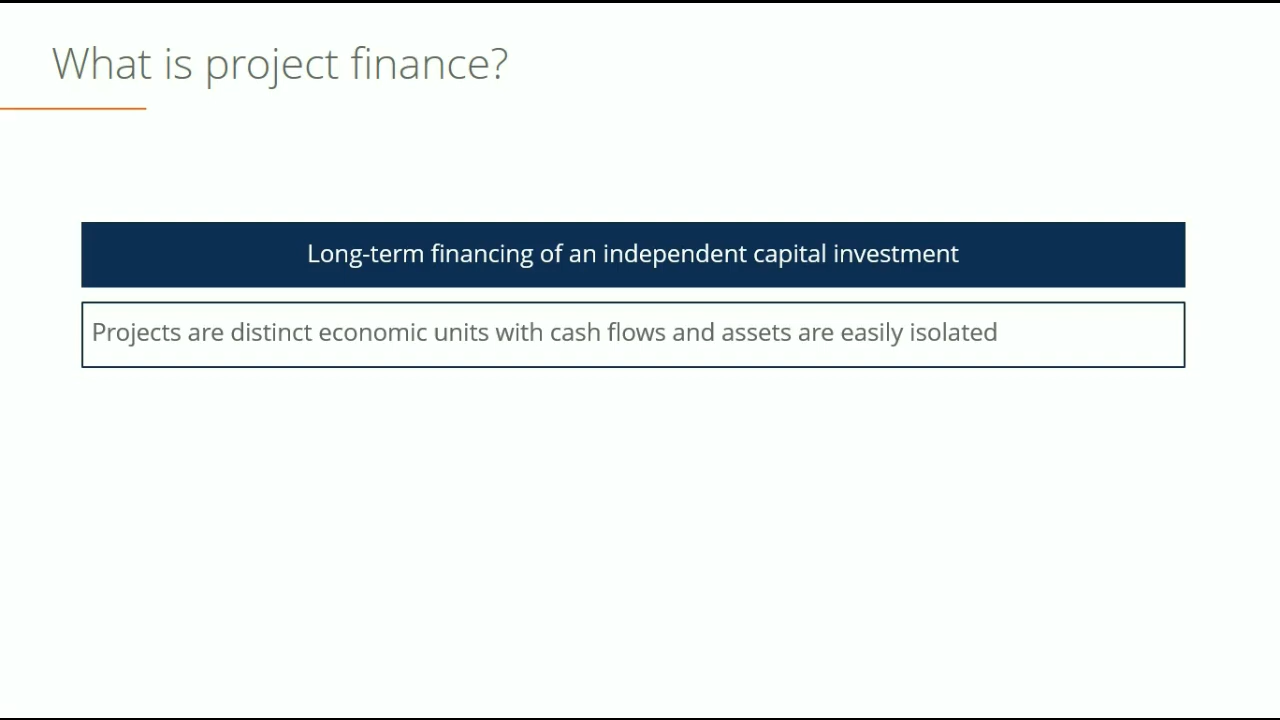 What is project finance?
Long-term financing of an independent capital investment
Projects are distinct economic units with cash flows and assets are easily isolated